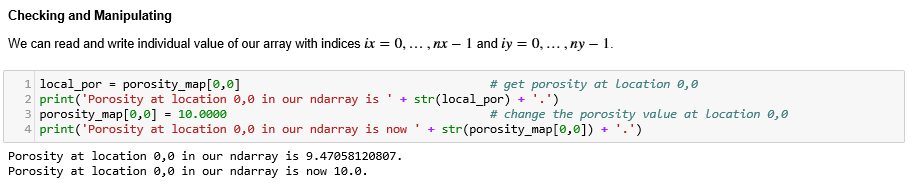 Checking and Manipulating
We can read and write individual value of our array with indices ix = 0, … , nx − 1 and iy = 0, … , ny − 1.
1 local_por = porosity_map[0,0] # get porosity at location 0,0
2 print('Porosity at location 0,0 in our ndarray is ' + str(local_por) + '.')
3 porosity_map[0,0] = 10.0000 # change the porosity value at location 0,0
4 print('Porosity at location 0,0 in our ndarray is now ' + str(porosity_map[0,0]) + '.')
Porosity at location 0,0 in our ndarray is 9.47058120807.
Porosity at location 0,0 in our ndarray is now 10.0.